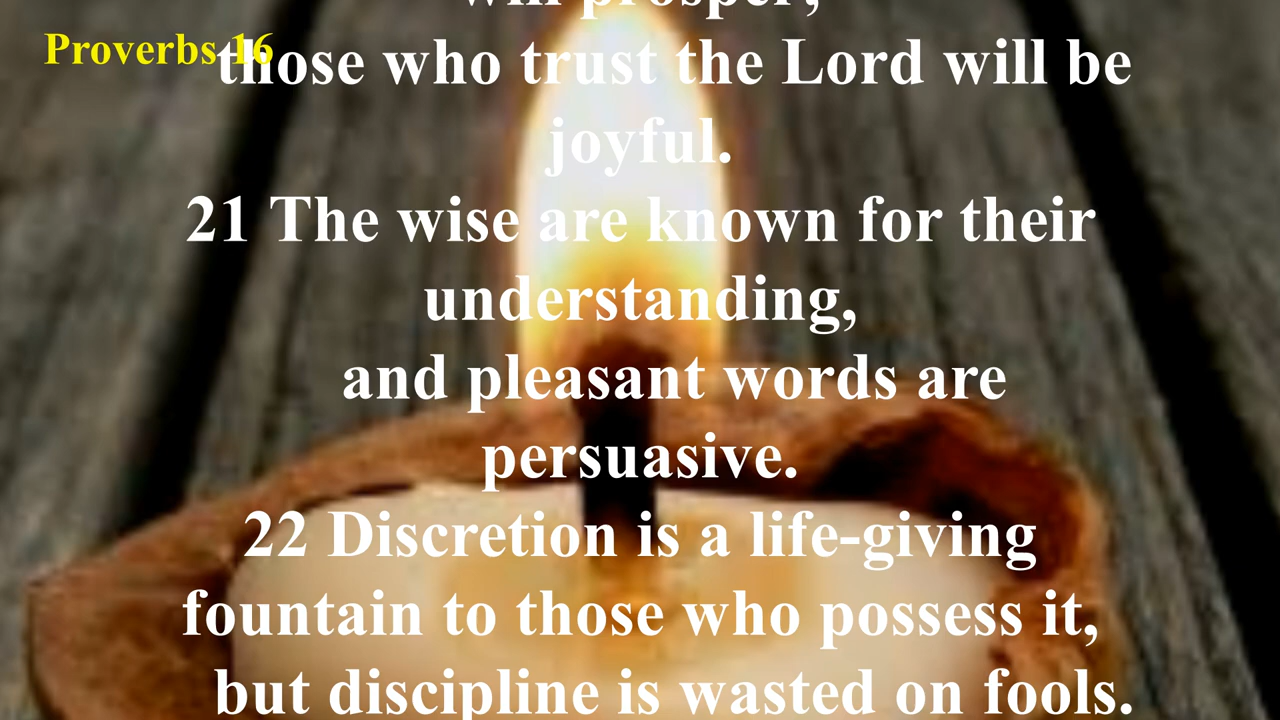 will prosper;
Proverbs 16
those who trust the Lord will be
joyful.
21 The wise are known for their
understanding,
and pleasant words are
persuasive.
22 Discretion is a life-giving
fountain to those who possess it,
but discipline is wasted on fools.